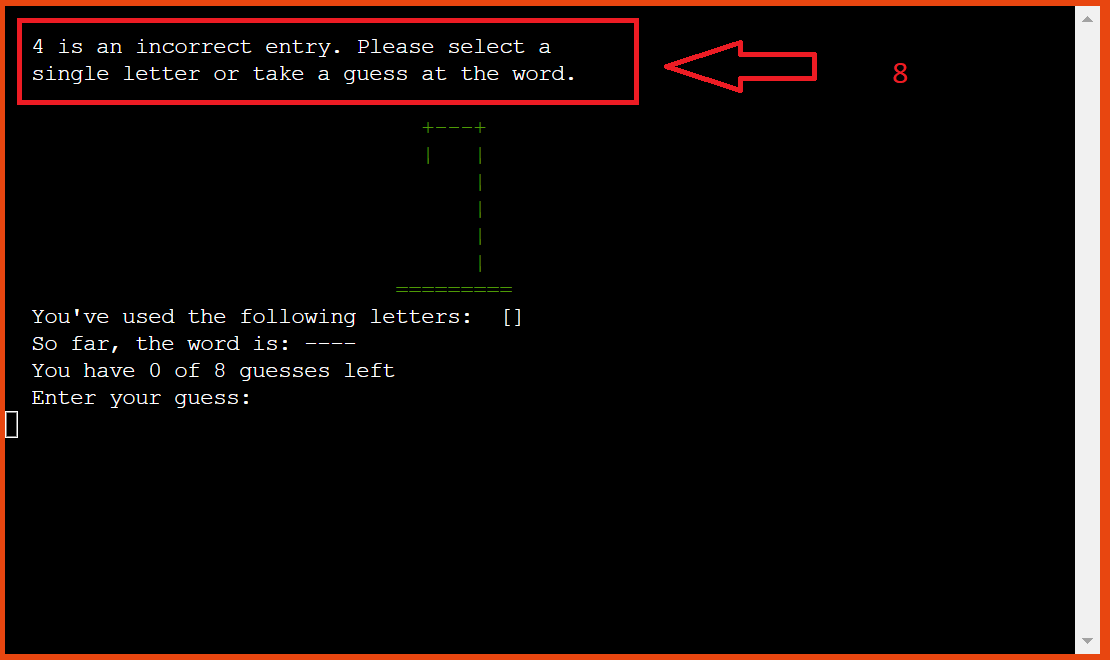 4 is an incorrect entry. Please select a
single letter or take a guess at the word.
8
+---+
|   |
|
|
|
|
=========
You've used the following letters:  []
So far, the word is: ----
You have 0 of 8 guesses left
Enter your guess: